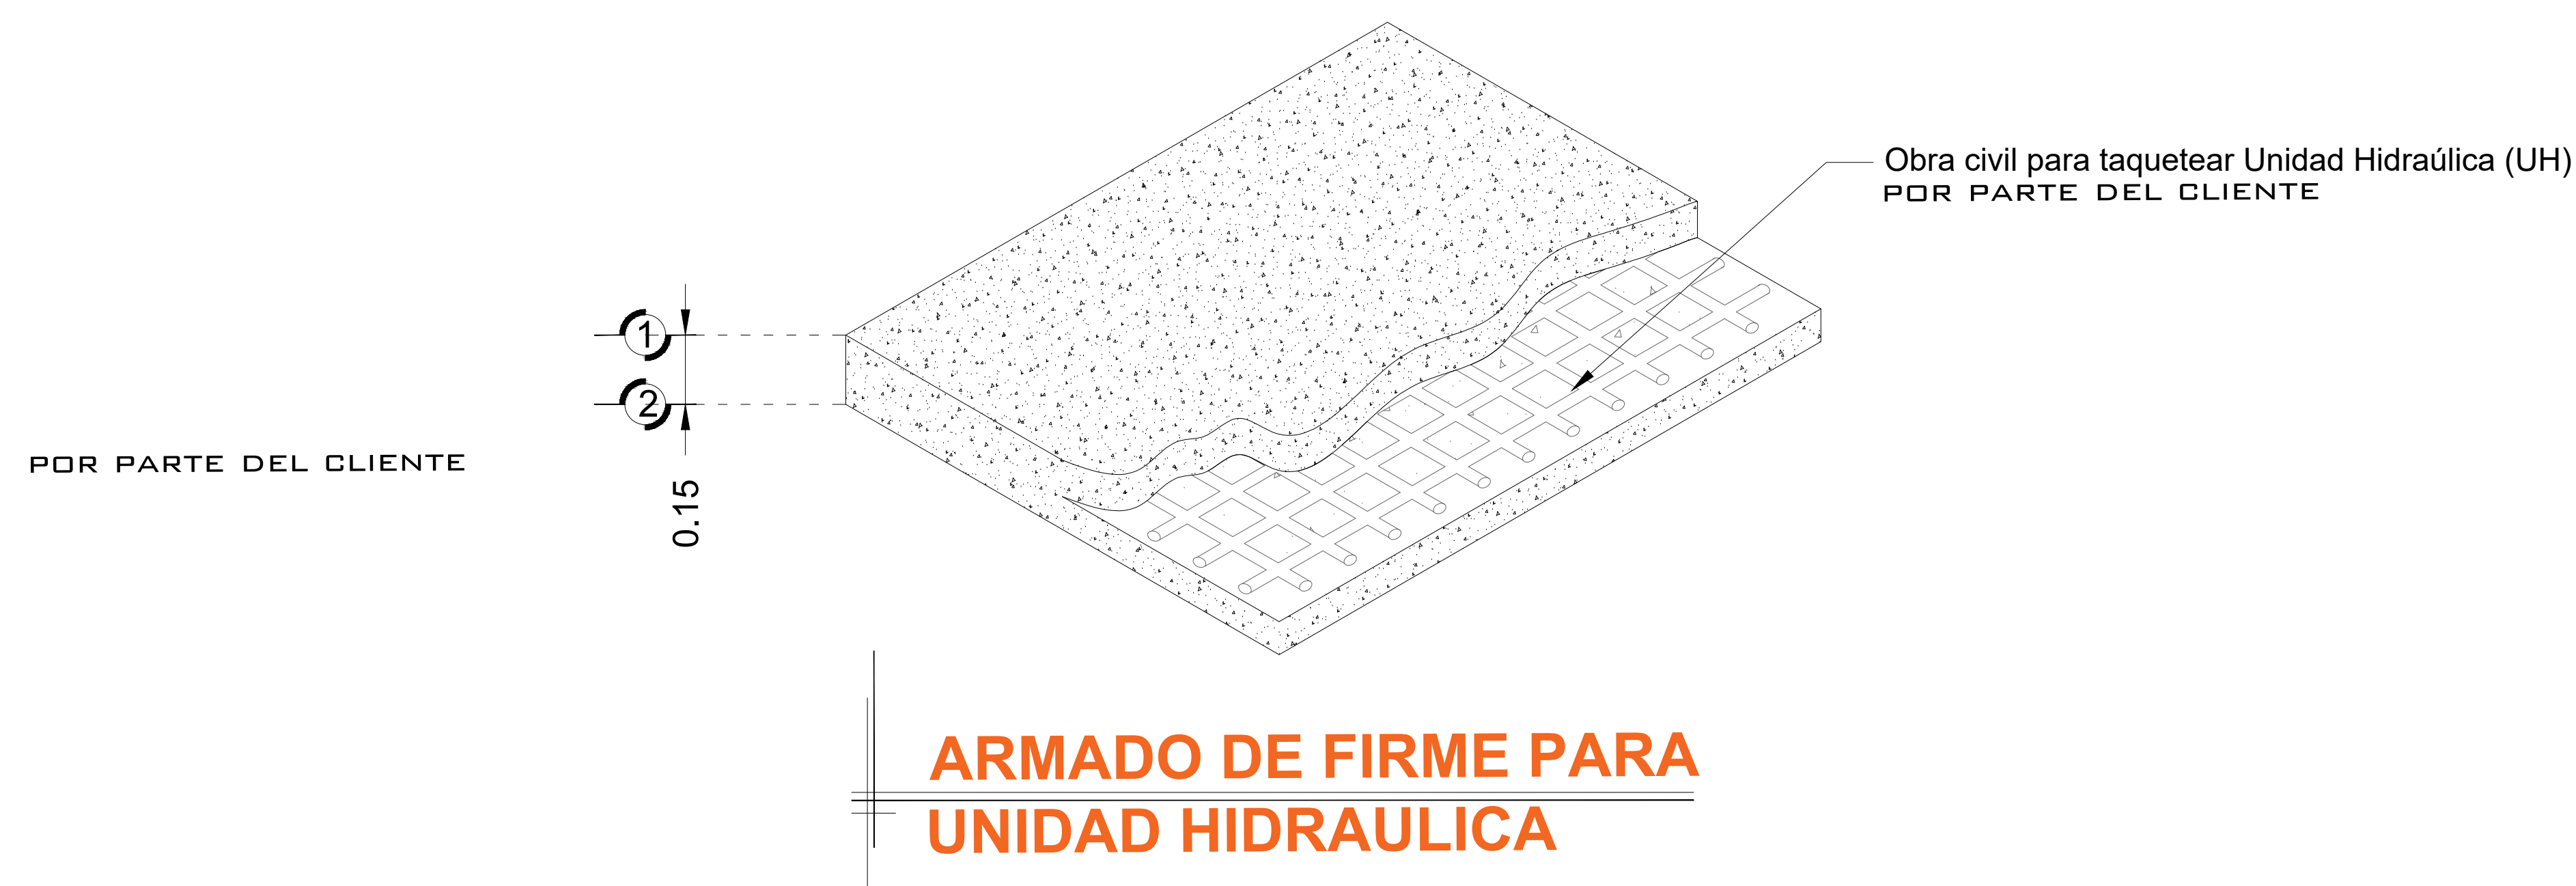 Obra civil para taquetear Unidad Hidraúlica (UH)
POR PARTE DEL CLIENTE
1
2
POR PARTE DEL CLIENTE
0.15
ARMADO DE FIRME PARA
UNIDAD HIDRAULICA